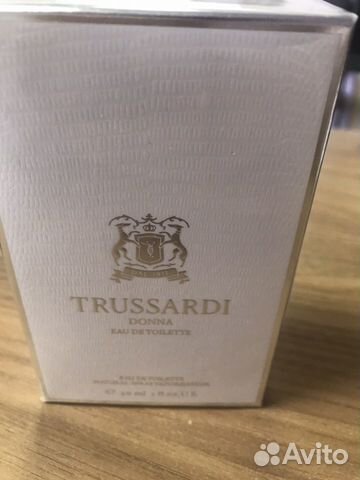 TRUSSARDI
DONNA
EAU DE TOILETTE
EAU DE TOILETTE
NATURAL SPRAY VAPORISATEUR
Avito